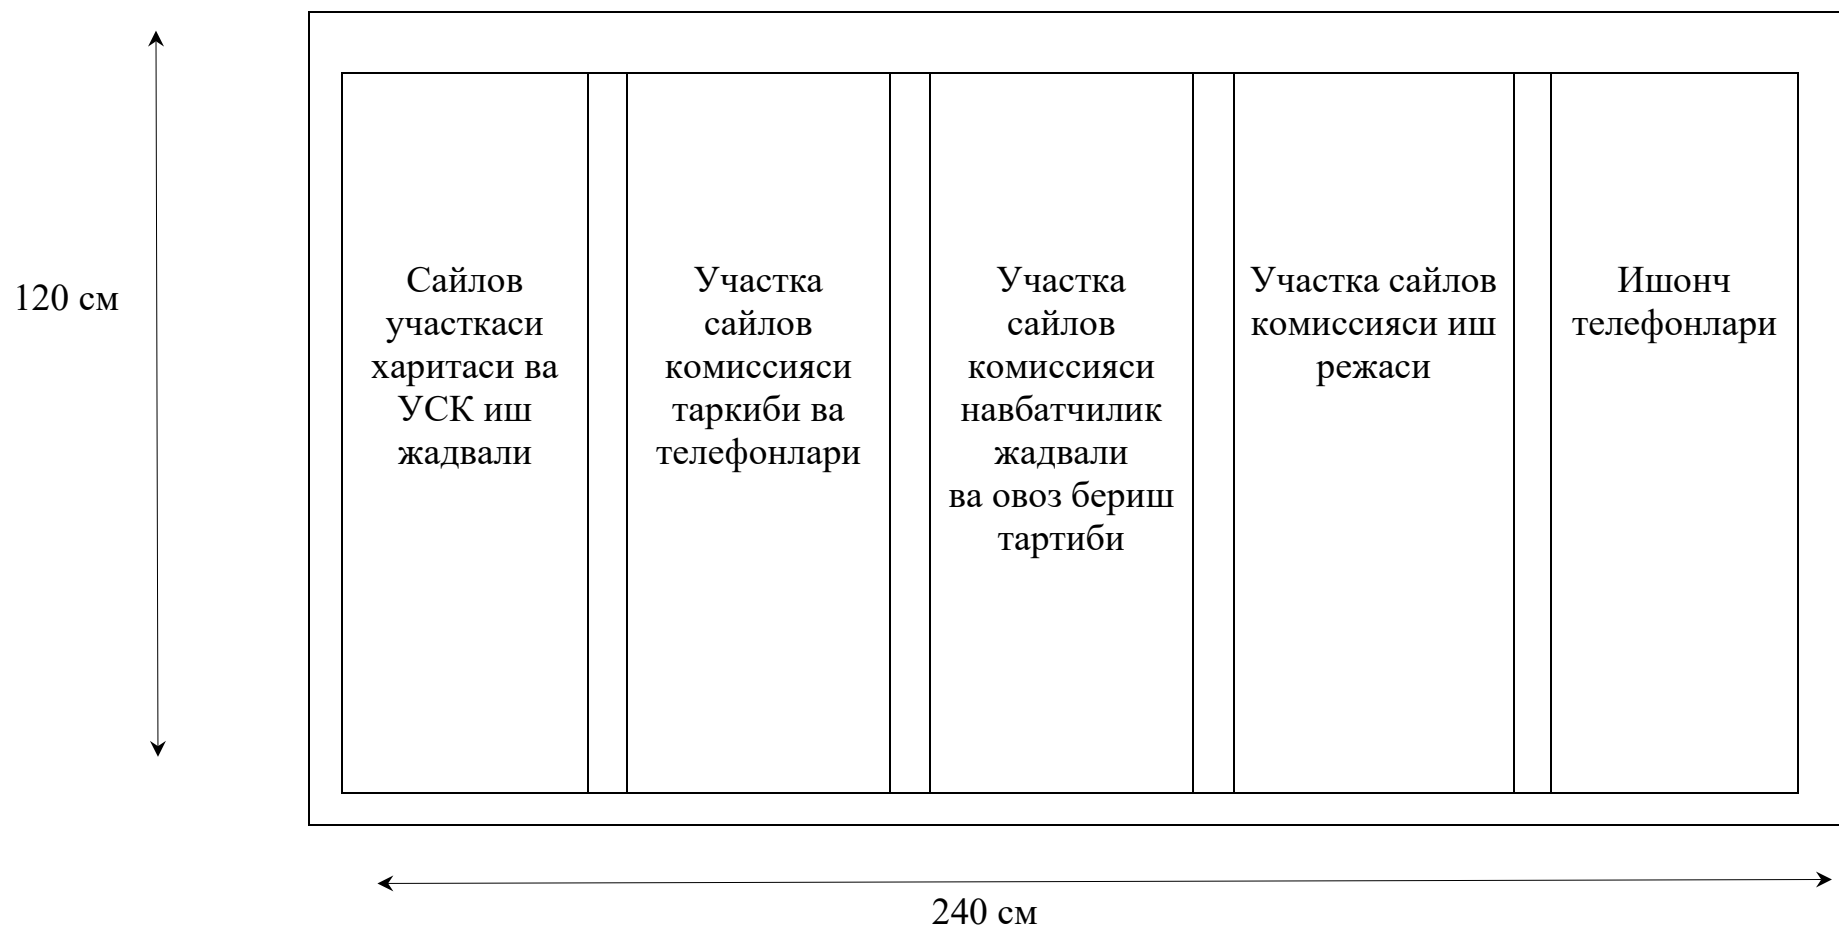 120 см
Сайлов
участкаси
харитаси ва
УСК иш
жадвали
Участка
сайлов
комиссияси
таркиби ва
телефонлари
Участка
сайлов
комиссияси
навбатчилик
жадвали
ва овоз бериш
тартиби
Участка сайлов
комиссияси иш
режаси
Ишонч
телефонлари
240 см